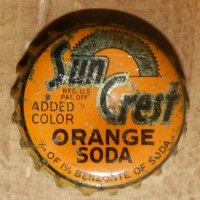 Sun
Crest
REG. U.S.
PAT. OFF.
ADDED
COLOR
ORANGE
SODA
1/10 OF 1% BENZOATE OF SODA